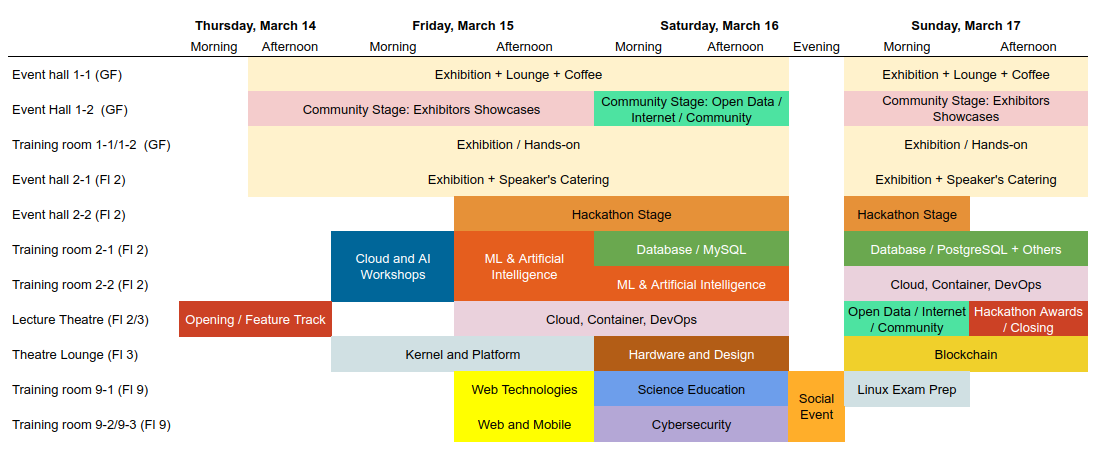 Thursday, March 14 Friday, March 15 Saturday, March 16 Sunday, March 17
Morning Afternoon Morning Afternoon Morning Afternoon Evening Morning Afternoon
Event hall 1-1 (GF) Exhibition + Lounge + Coffee Exhibition + Lounge + Coffee
Event Hall 1-2 (GF) Community Stage: Exhibitors Showcases Community Stage: Open Data /
Internet / Community Community Stage: Exhibitors
Showcases
Training room 1-1/1-2 (GF) Exhibition / Hands-on Exhibition / Hands-on
Event hall 2-1 (Fl 2) Exhibition + Speaker's Catering Exhibition + Speaker's Catering
Event hall 2-2 (Fl 2) Hackathon Stage Hackathon Stage
Training room 2-1 (Fl 2) Cloud and AI
Workshops ML & Artificial
Intelligence Database / MySQL Database / PostgreSQL + Others
Training room 2-2 (Fl 2) ML & Artificial Intelligence Cloud, Container, DevOps
Lecture Theatre (Fl 2/3) Opening / Feature Track Cloud, Container, DevOps Open Data / Internet
/ Community Hackathon Awards
/ Closing
Theatre Lounge (Fl 3) Kernel and Platform Hardware and Design Blockchain
Training room 9-1 (Fl 9) Web Technologies Science Education Social
Event Linux Exam Prep
Training room 9-2/9-3 (Fl 9) Web and Mobile Cybersecurity